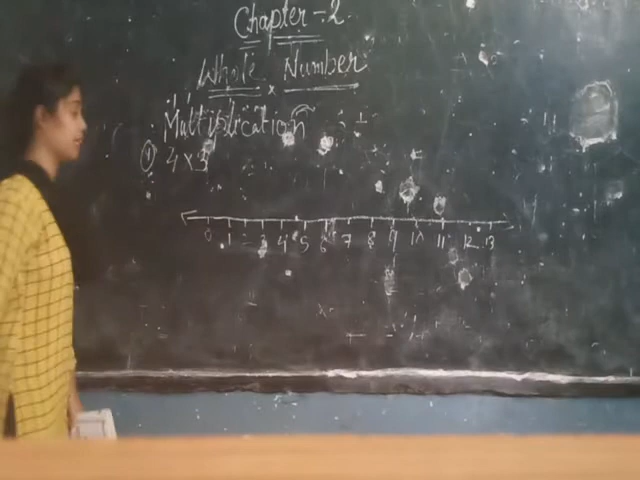 Chapter-2
Whole Number
Multiplication
① 4 x 3
0 1 3 4 5 6 7 8 9 10 11 12 13